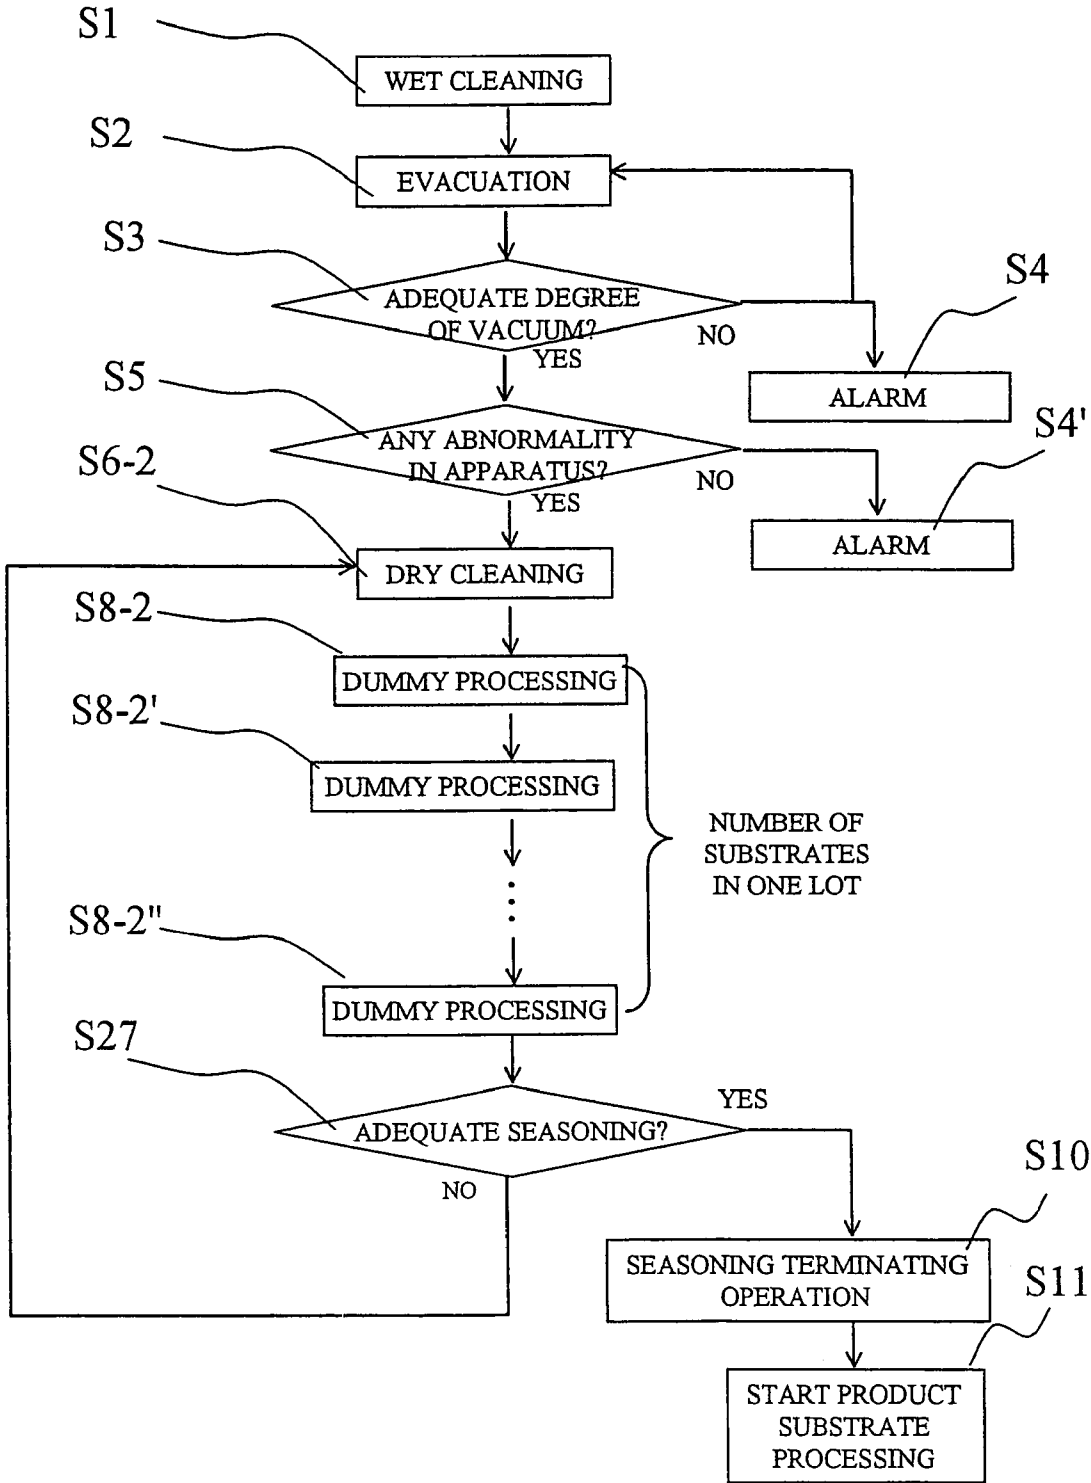 S1
WET CLEANING
S2
EVACUATION
S3
ADEQUATE DEGREE
OF VACUUM?
NO
YES
S4
ALARM
S5
ANY ABNORMALITY
IN APPARATUS?
NO
YES
S4'
ALARM
S6-2
DRY CLEANING
S8-2
DUMMY PROCESSING
S8-2'
DUMMY PROCESSING
NUMBER OF
SUBSTRATES
IN ONE LOT
S8-2"
DUMMY PROCESSING
S27
ADEQUATE SEASONING?
YES
NO
S10
SEASONING TERMINATING
OPERATION
S11
START PRODUCT
SUBSTRATE
PROCESSING